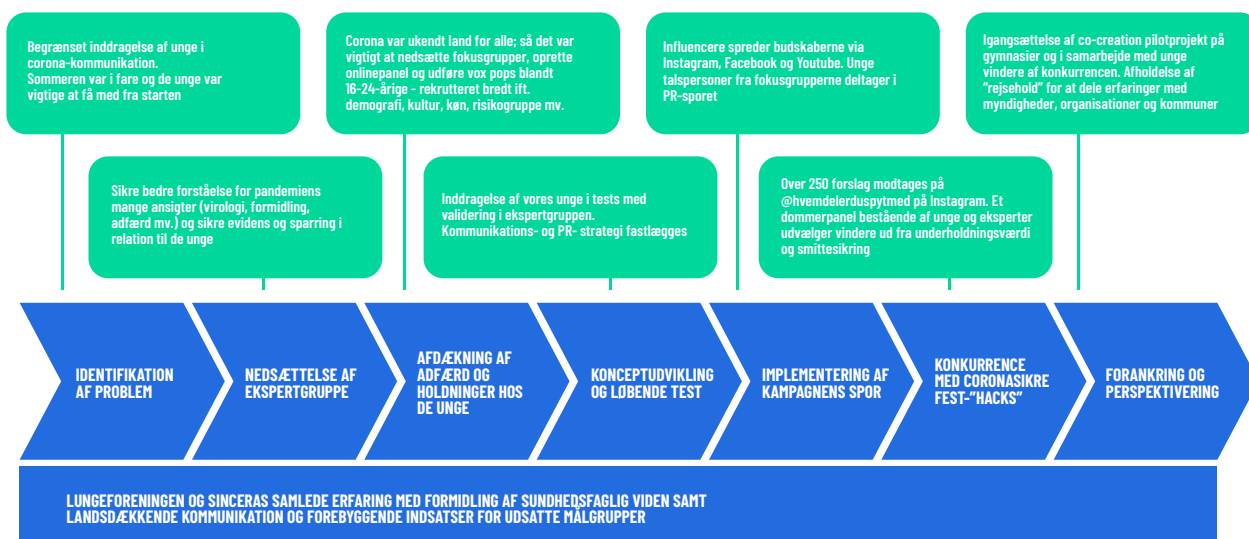 Begrænset inddragelse af unge i
corona-kommunikation.
Sommeren var i fare og de unge var
vigtige at få med fra starten
Corona var ukendt land for alle; så det var
vigtigt at nedsætte fokusgrupper, oprette
onlinepanel og udføre vox pops blandt
16-24-årige - rekrutteret bredt ift.
demografi, kultur, køn, risikogruppe mv.
Influencere spreder budskaberne via
Instagram, Facebook og Youtube. Unge
talspersoner fra fokusgrupperne deltager i
PR-sporet
Igangsættelse af co-creation pilotprojekt på
gymnasier og i samarbejde med unge
vindere af konkurrencen. Afholdelse af
"rejsehold" for at dele erfaringer med
myndigheder, organisationer og kommuner
Sikre bedre forståelse for pandemiens
mange ansigter (virologi, formidling,
adfærd mv.) og sikre evidens og sparring i
relation til de unge
Inddragelse af vores unge i tests med
validering i ekspertgruppen.
Kommunikations- og PR- strategi fastlægges
Over 250 forslag modtages på
@hvemdelerduspytmed på Instagram. Et
dommerpanel bestående af unge og eksperter
udvælger vindere ud fra underholdningsværdi
og smittesikring
IDENTIFIKATION
AF PROBLEM
NEDSÆTTELSE AF
EKSPERTGRUPPE
AFDÆKNING AF
ADFÆRD OG
HOLDNINGER HOS
DE UNGE
KONCEPTUDVIKLING
OG LØBENDE TEST
IMPLEMENTERING AF
KAMPAGNENS SPOR
KONKURRENCE
MED CORONASIKRE
FEST-"HACKS"
FORANKRING OG
PERSPEKTIVERING
LUNGEFORENINGEN OG SINCERAS SAMLEDE ERFARING MED FORMIDLING AF SUNDHEDSFAGLIG VIDEN SAMT
LANDSDÆKKENDE KOMMUNIKATION OG FOREBYGGENDE INDSATSER FOR UDSATTE MÅLGRUPPER